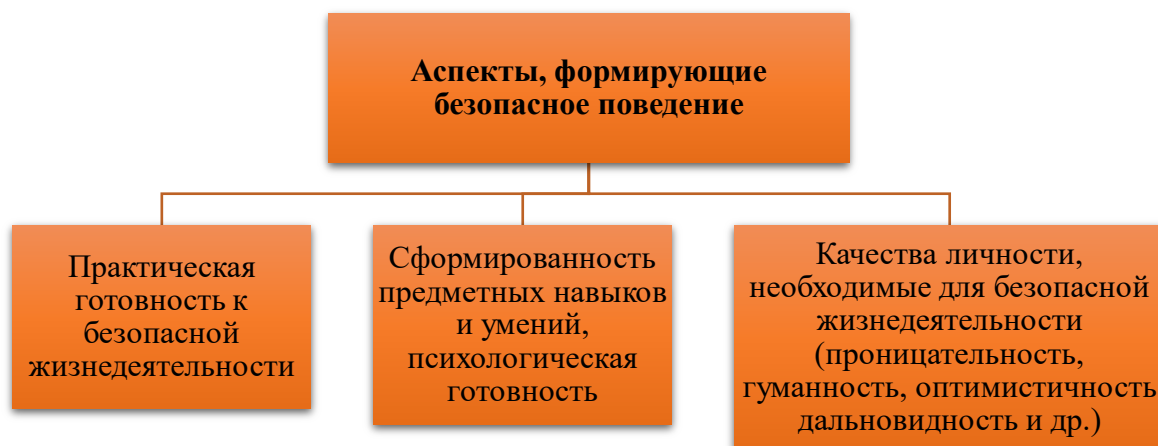 Аспекты, формирующие
безопасное поведение
Практическая
готовность к
безопасной
жизнедеятельности
Сформированность
предметных навыков
и умений,
психологическая
готовность
Качества личности,
необходимые для безопасной
жизнедеятельности
(проницательность,
гуманность, оптимистичность
дальновидность и др.)